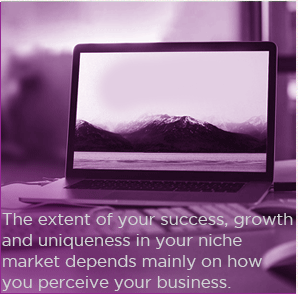 The extent of your success, growth
and uniqueness in your niche
market depends mainly on how
you perceive your business.